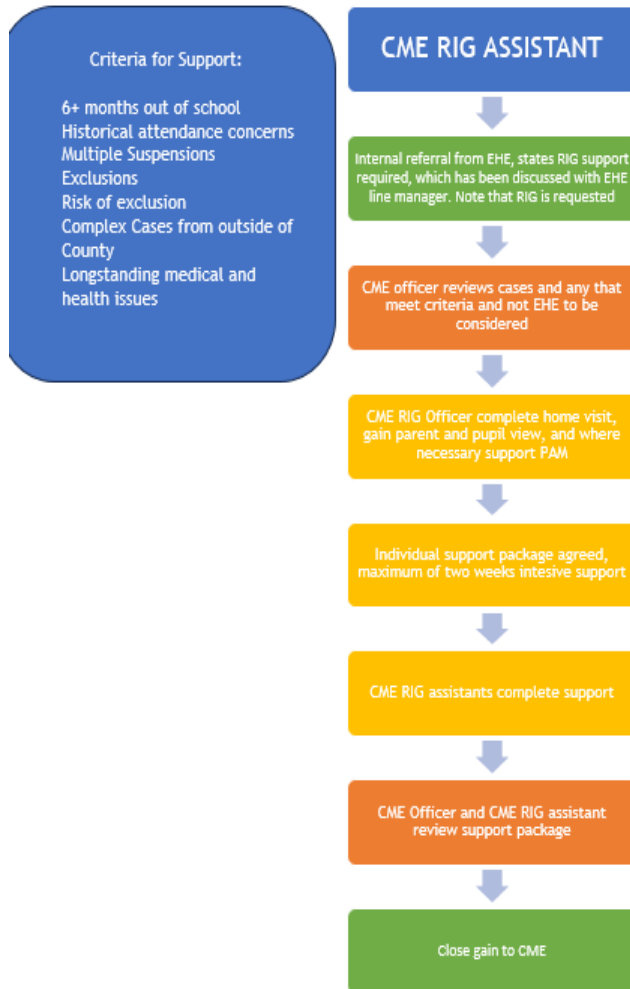 Criteria for Support:
6+ months out of school
Historical attendance concerns
Multiple Suspensions
Exclusions
Risk of exclusion
Complex Cases from outside of
County
Longstanding medical and
health issues
CME RIG ASSISTANT
Internal referral from EHE, states RIG support
required, which has been discussed with EHE
line manager. Note that RIG is requested
CME officer reviews cases and any that
meet criteria and not EHE to be
considered
CME RIG Officer complete home visit,
gain parent and pupil view, and where
necessary support PAM
Individual support package agreed,
maximum of two weeks intesive support
CME RIG assistants complete support
CME Officer and CME RIG assistant
review support package
Close gain to CME